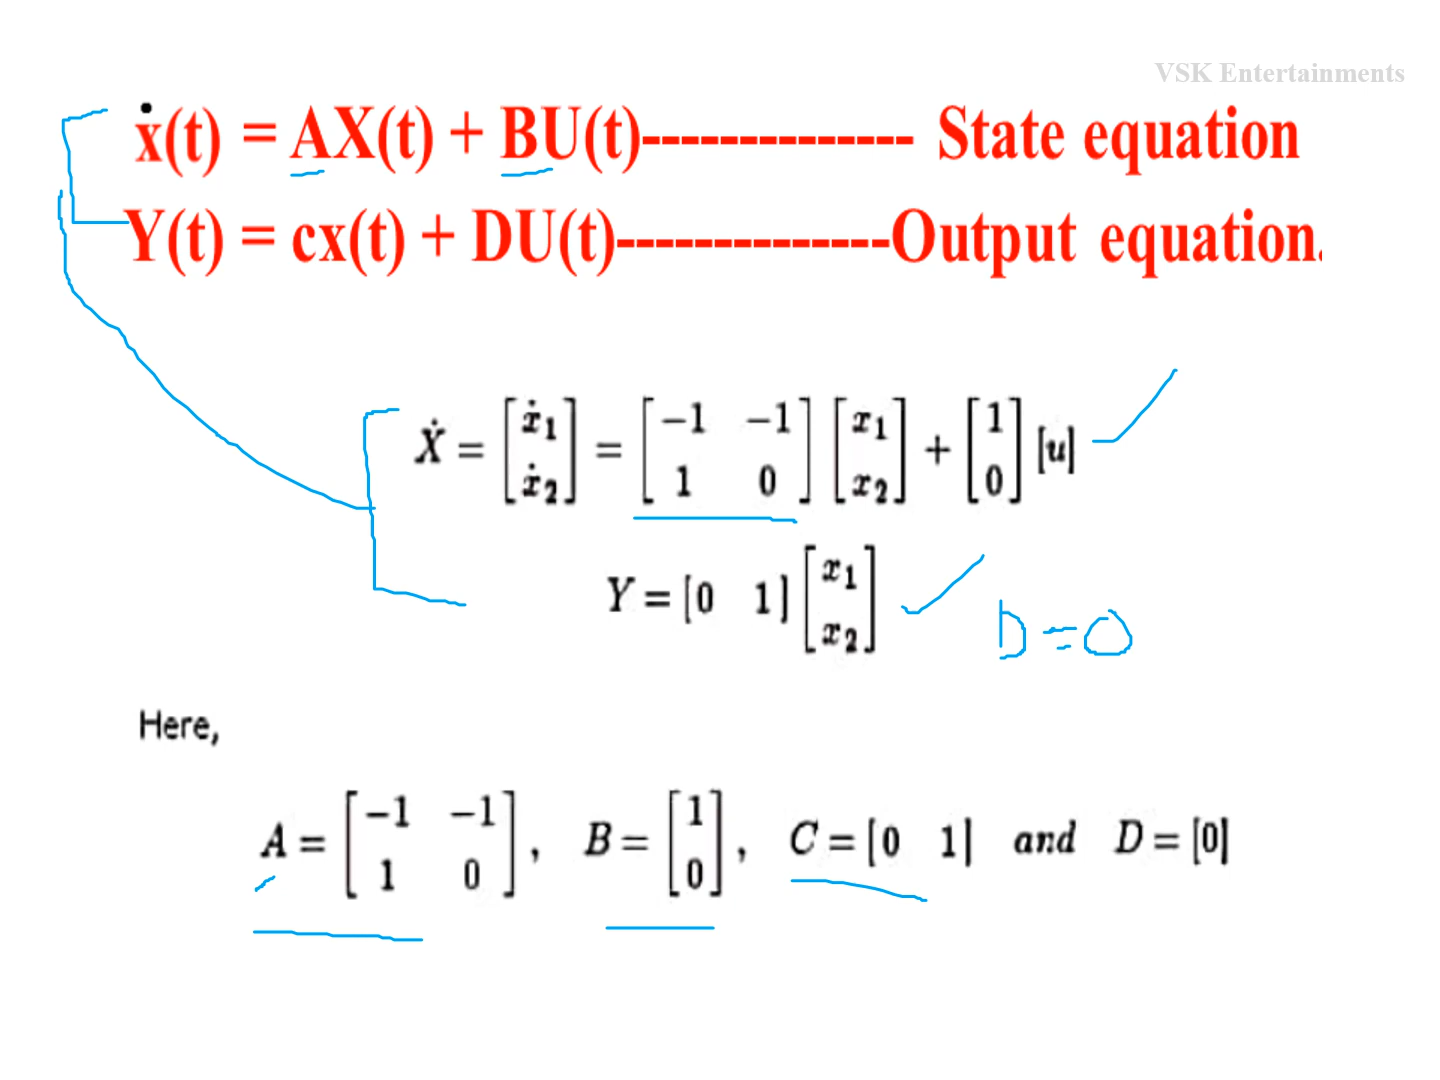 VSK Entertainments
ẋ(t) = AX(t) + BU(t)-------------- State equation
Y(t) = cx(t) + DU(t)--------------Output equation.
Ẋ = [ẋ1 ẋ2] = [−1 −1 1 0] [x1 x2] + [1 0] [u]
Y = [0 1] [x1 x2]
D = 0
Here,
A = [−1 −1 1 0], B = [1 0], C = [0 1] and D = [0]